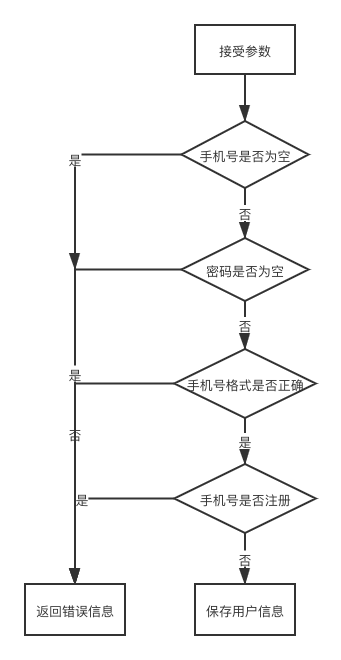 接受参数
手机号是否为空
是
否
密码是否为空
否
是
手机号格式是否正确
否
是
手机号是否注册
是
否
返回错误信息
保存用户信息